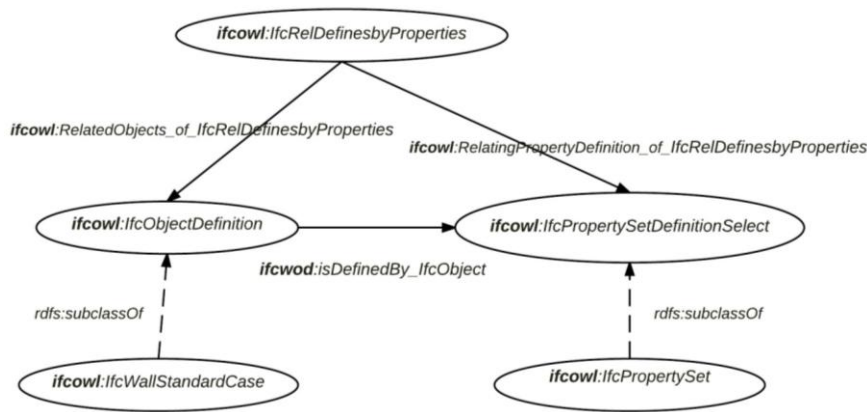 ifcowl:IfcRelDefinesbyProperties
ifcowl:RelatedObjects_of_IfcRelDefinesbyProperties
ifcowl:RelatingPropertyDefinition_of_IfcRelDefinesbyProperties
ifcowl:IfcObjectDefinition
ifcowl:IfcPropertySetDefinitionSelect
ifcwod:isDefinedBy_IfcObject
rdfs:subclassOf
rdfs:subclassOf
ifcowl:IfcWallStandardCase
ifcowl:IfcPropertySet